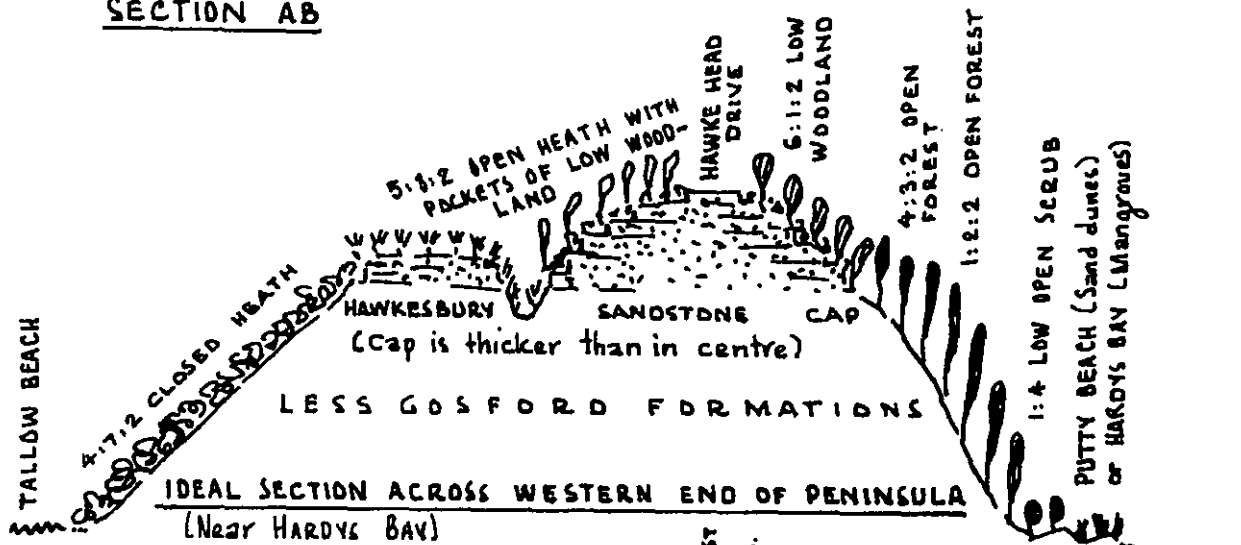 SECTION AB
TALLOW BEACH
4:7:2 CLOSED HEATH
5:8:2 OPEN HEATH WITH
POCKETS OF LOW WOOD-
LAND
HAWKE HEAD
DRIVE
6:1:2 LOW
WOODLAND
4:3:2 OPEN
FOREST
1:2:2 OPEN FOREST
1:4 LOW OPEN SCRUB
PUTTY BEACH (Sand dunes)
or HARDYS BAY (Mangroves)
HAWKESBURY SANDSTONE CAP
(Cap is thicker than in centre)
LESS GOSFORD FORMATIONS
IDEAL SECTION ACROSS WESTERN END OF PENINSULA
(Near HARDYS BAY)